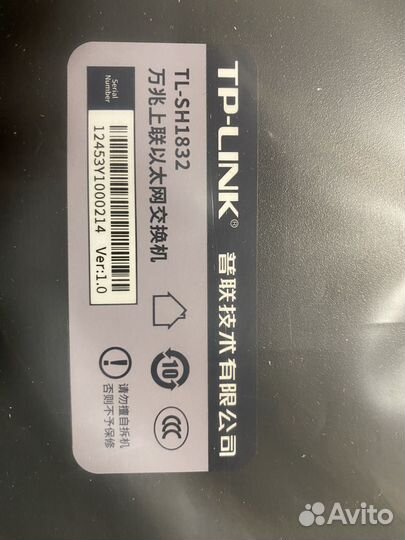 TP-LINK® 普联技术有限公司
TL-SH1832
万兆上联以太网交换机
Serial Number
12453Y1000214 Ver:1.0
10
CCC
请勿擅自拆机
否则不予保修
Avito